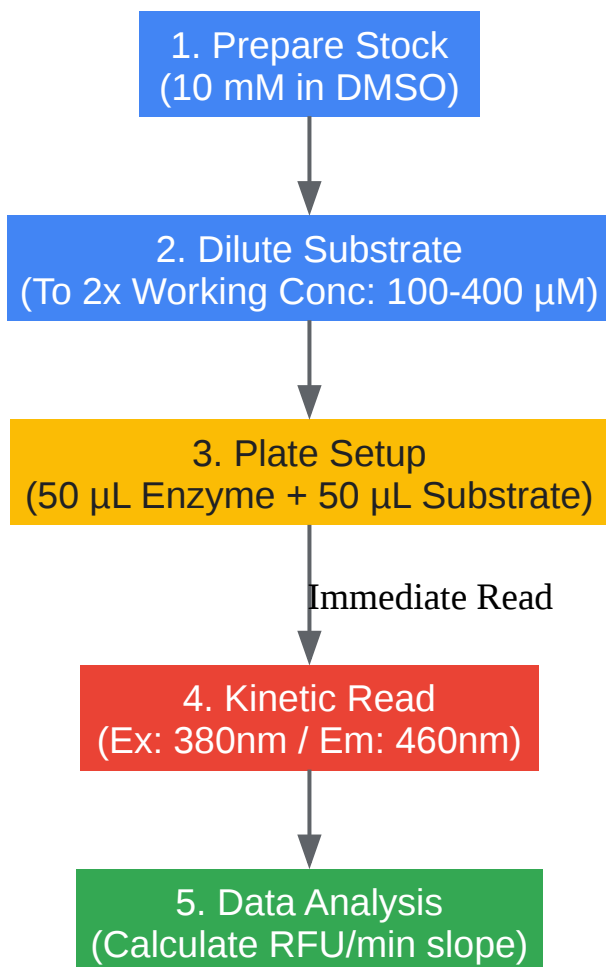 1. Prepare Stock
(10 mM in DMSO)
2. Dilute Substrate
(To 2x Working Conc: 100-400 µM)
3. Plate Setup
(50 µL Enzyme + 50 µL Substrate)
Immediate Read
4. Kinetic Read
(Ex: 380nm / Em: 460nm)
5. Data Analysis
(Calculate RFU/min slope)